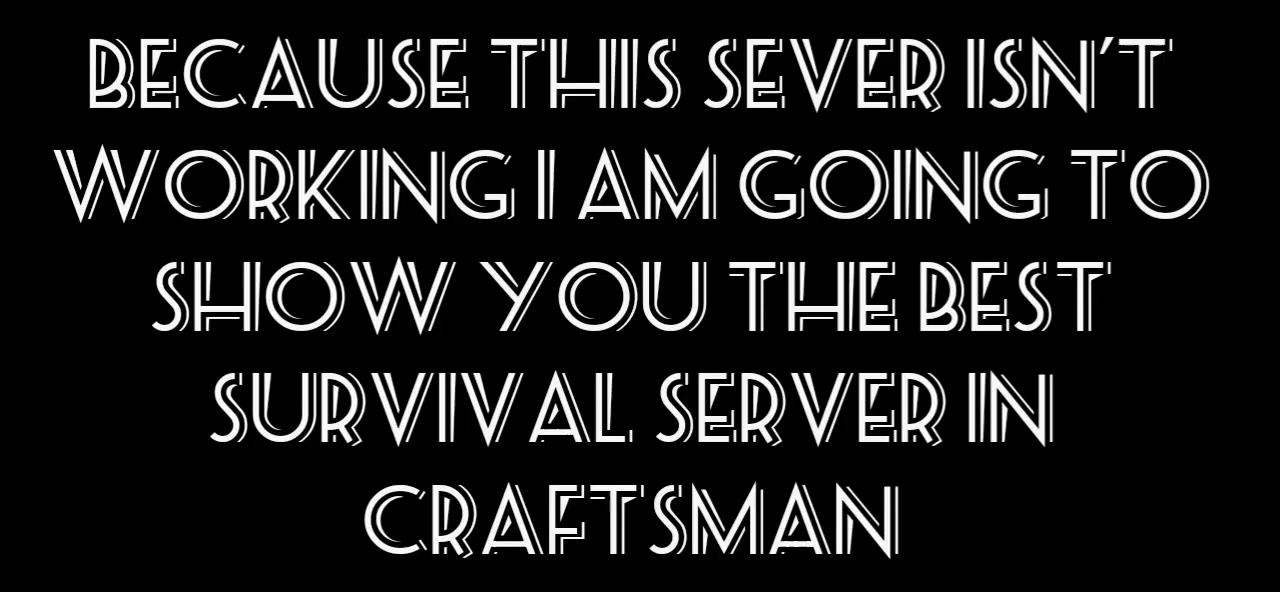 BECAUSE THIS SEVER ISN'T
WORKING I AM GOING TO
SHOW YOU THE BEST
SURVIVAL SERVER IN
CRAFTSMAN